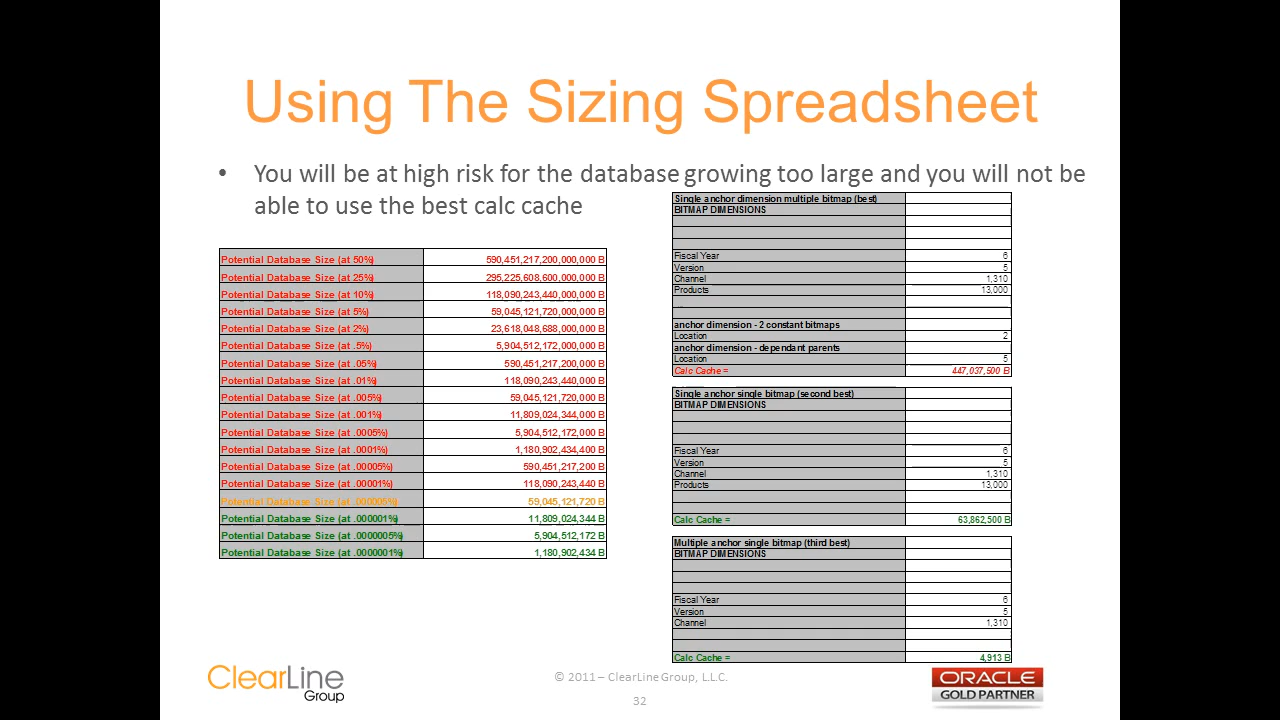 Using The Sizing Spreadsheet
• You will be at high risk for the database growing too large and you will not be
able to use the best calc cache
Potential Database Size (at 50%) 590,451,217,200,000,000 B
Potential Database Size (at 25%) 295,225,608,600,000,000 B
Potential Database Size (at 10%) 118,090,243,440,000,000 B
Potential Database Size (at 5%) 59,045,121,720,000,000 B
Potential Database Size (at 2%) 23,618,048,688,000,000 B
Potential Database Size (at .5%) 5,904,512,172,000,000 B
Potential Database Size (at .05%) 590,451,217,200,000 B
Potential Database Size (at .01%) 118,090,243,440,000 B
Potential Database Size (at .005%) 59,045,121,720,000 B
Potential Database Size (at .001%) 11,809,024,344,000 B
Potential Database Size (at .0005%) 5,904,512,172,000 B
Potential Database Size (at .0001%) 1,180,902,434,400 B
Potential Database Size (at .00005%) 590,451,217,200 B
Potential Database Size (at .00001%) 118,090,243,440 B
Potential Database Size (at .000005%) 59,045,121,720 B
Potential Database Size (at .000001%) 11,809,024,344 B
Potential Database Size (at .0000005%) 5,904,512,172 B
Potential Database Size (at .0000001%) 1,180,902,434 B
Single anchor dimension multiple bitmap (best)
BITMAP DIMENSIONS
Fiscal Year 6
Version 5
Channel 1,310
Products 13,000
anchor dimension - 2 constant bitmaps
Location 2
anchor dimension - dependant parents
Location 5
Calc Cache = 447,037,500 B
Single anchor single bitmap (second best)
BITMAP DIMENSIONS
Fiscal Year 6
Version 5
Channel 1,310
Products 13,000
Calc Cache = 63,862,500 B
Multiple anchor single bitmap (third best)
BITMAP DIMENSIONS
Fiscal Year 6
Version 5
Channel 1,310
Calc Cache = 4,913 B
ClearLine
Group
© 2011 – ClearLine Group, L.L.C.
32
ORACLE
GOLD PARTNER